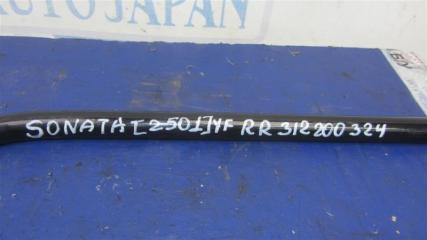 AUTO JAPAN
SONATA [2501] YF RR 312 200 324